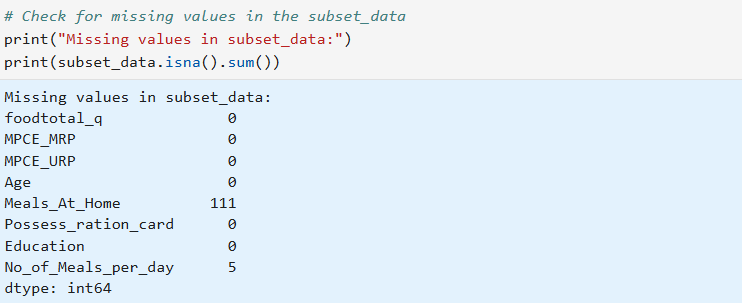 # Check for missing values in the subset_data
print("Missing values in subset_data:")
print(subset_data.isna().sum())
Missing values in subset_data:
foodtotal_q 0
MPCE_MRP 0
MPCE_URP 0
Age 0
Meals_At_Home 111
Possess_ration_card 0
Education 0
No_of_Meals_per_day 5
dtype: int64